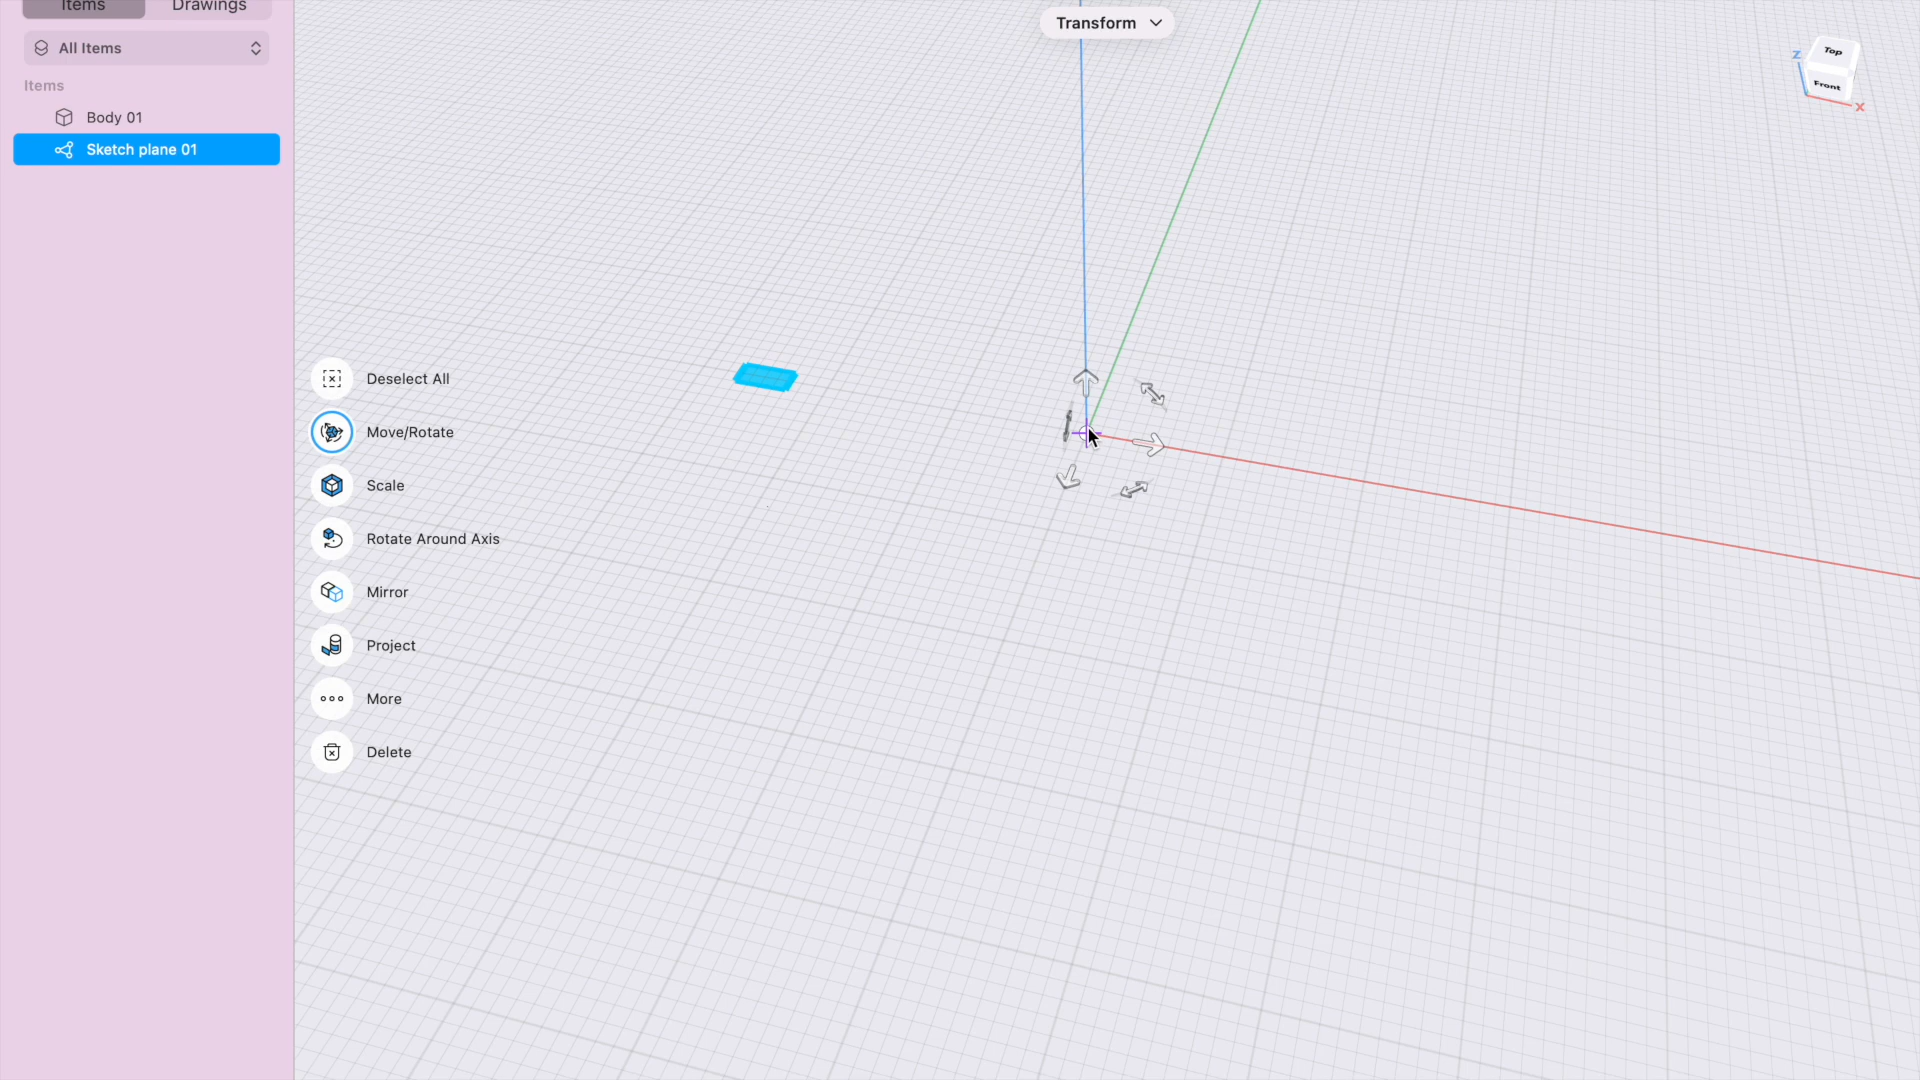 Items
Drawings
Transform
All Items
Items
Body 01
Sketch plane 01
Deselect All
Move/Rotate
Scale
Rotate Around Axis
Mirror
Project
More
Delete
Top
Z
Front
X